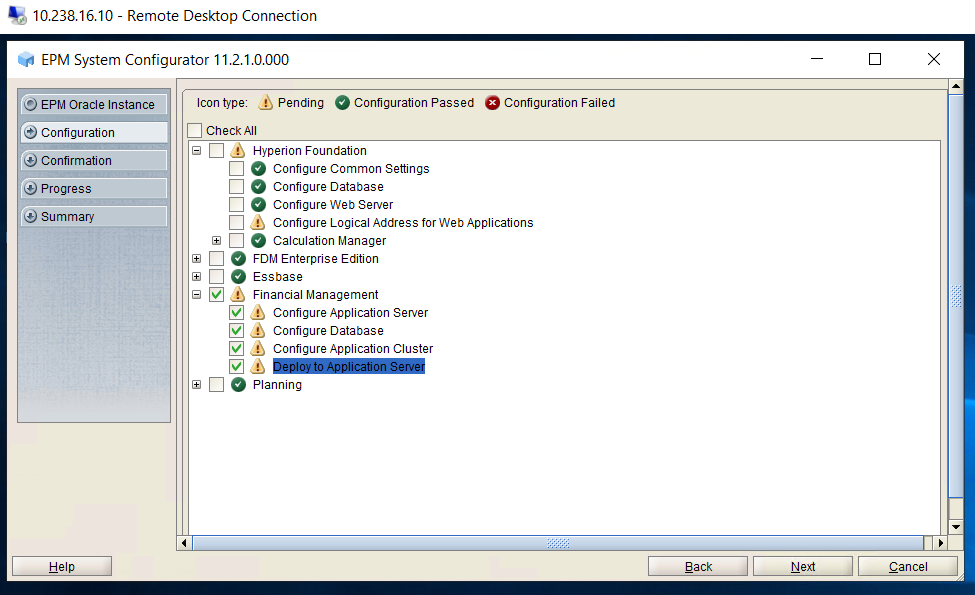 10.238.16.10 - Remote Desktop Connection
EPM System Configurator 11.2.1.0.000
EPM Oracle Instance
Configuration
Confirmation
Progress
Summary
Icon type: Pending Configuration Passed Configuration Failed
Check All
Hyperion Foundation
Configure Common Settings
Configure Database
Configure Web Server
Configure Logical Address for Web Applications
Calculation Manager
FDM Enterprise Edition
Essbase
Financial Management
Configure Application Server
Configure Database
Configure Application Cluster
Deploy to Application Server
Planning
Help Back Next Cancel